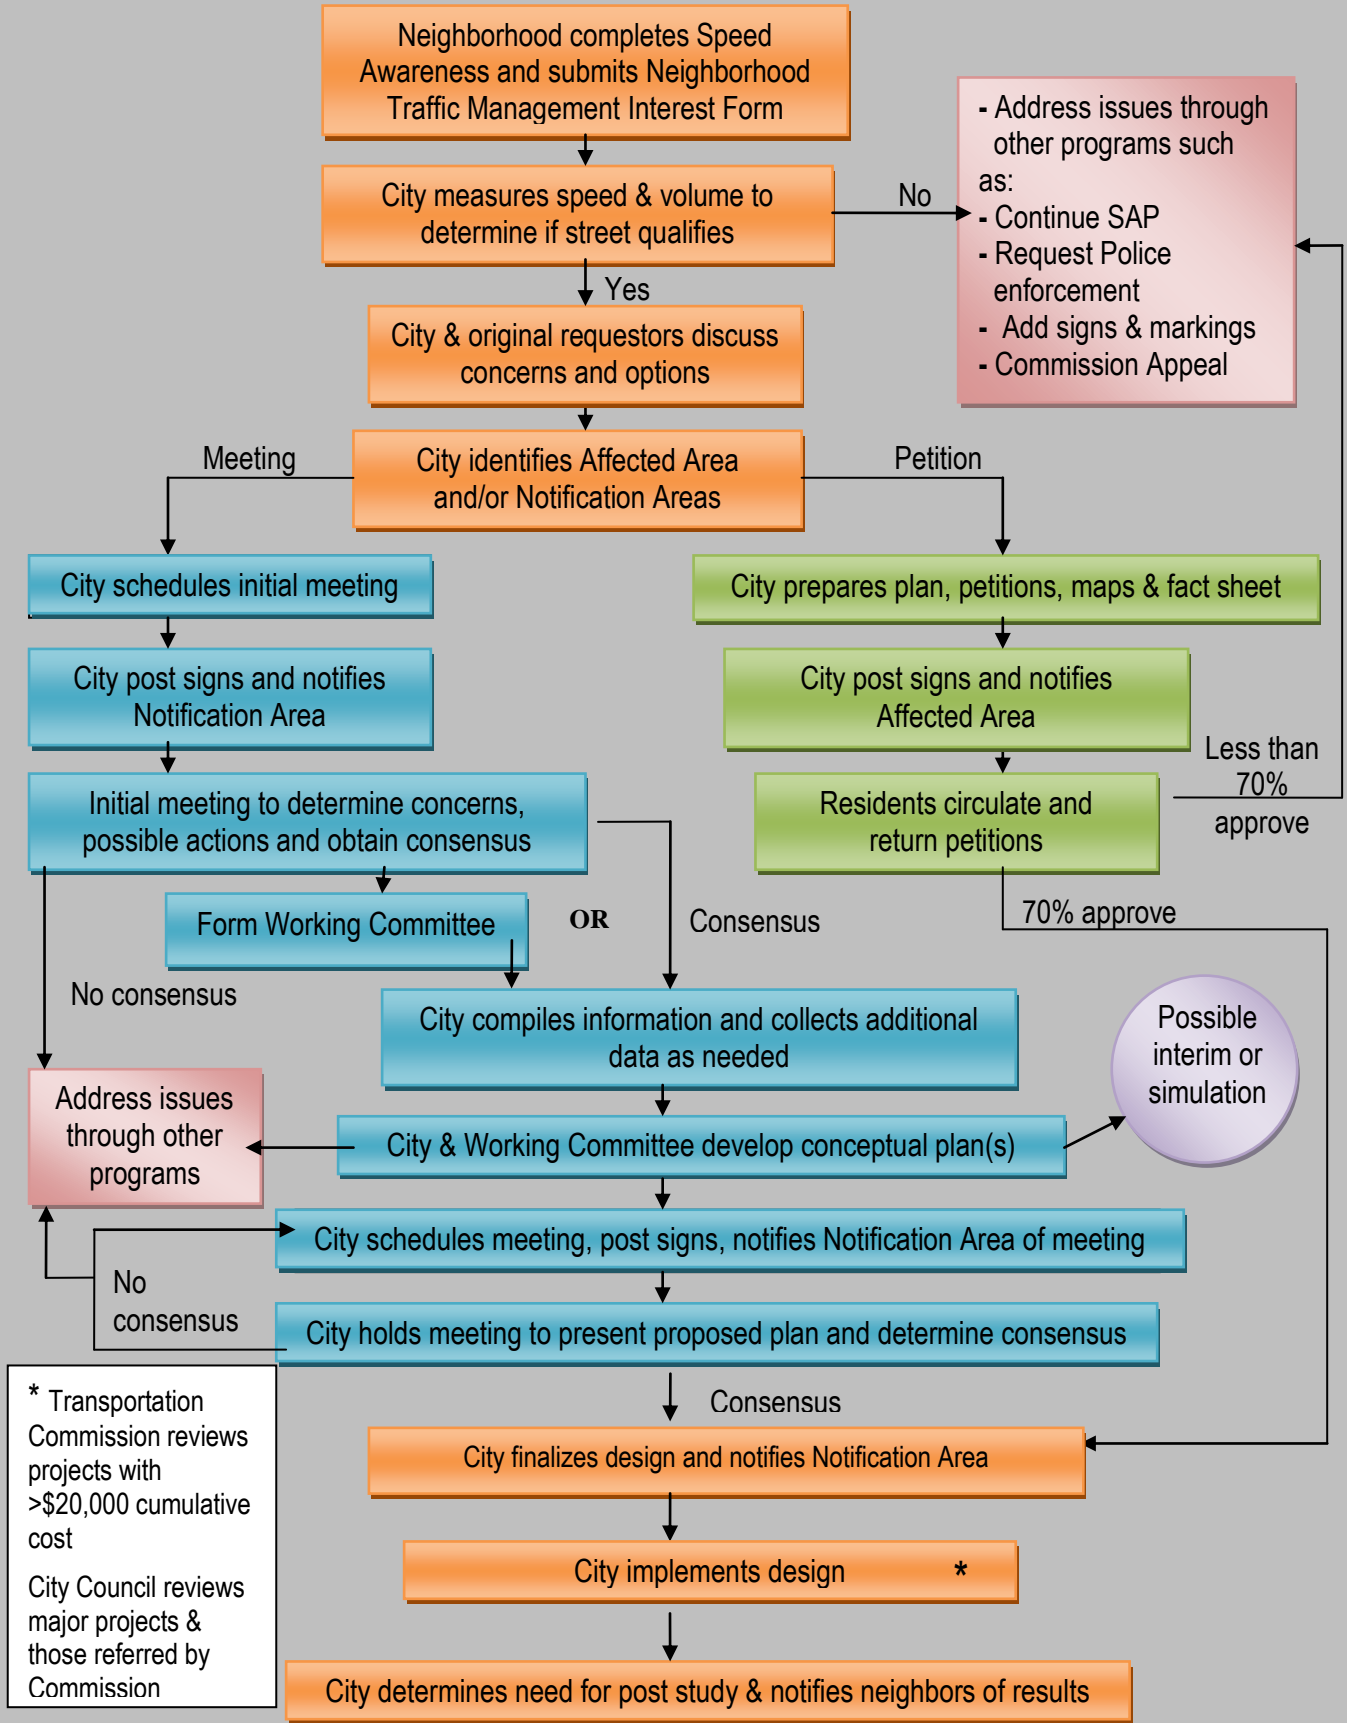 Neighborhood completes Speed
Awareness and submits Neighborhood
Traffic Management Interest Form
- Address issues through
other programs such
as:
- Continue SAP
- Request Police
enforcement
- Add signs & markings
- Commission Appeal
City measures speed & volume to
determine if street qualifies
No
Yes
City & original requestors discuss
concerns and options
Meeting
City identifies Affected Area
and/or Notification Areas
Petition
City schedules initial meeting
City prepares plan, petitions, maps & fact sheet
City post signs and notifies
Notification Area
City post signs and notifies
Affected Area
Less than
70%
approve
Initial meeting to determine concerns,
possible actions and obtain consensus
Residents circulate and
return petitions
Form Working Committee
OR
Consensus
70% approve
No consensus
City compiles information and collects additional
data as needed
Possible
interim or
simulation
Address issues
through other
programs
City & Working Committee develop conceptual plan(s)
City schedules meeting, post signs, notifies Notification Area of meeting
No
consensus
City holds meeting to present proposed plan and determine consensus
Consensus
* Transportation
Commission reviews
projects with
>$20,000 cumulative
cost
City Council reviews
major projects &
those referred by
Commission
City finalizes design and notifies Notification Area
City implements design *
City determines need for post study & notifies neighbors of results